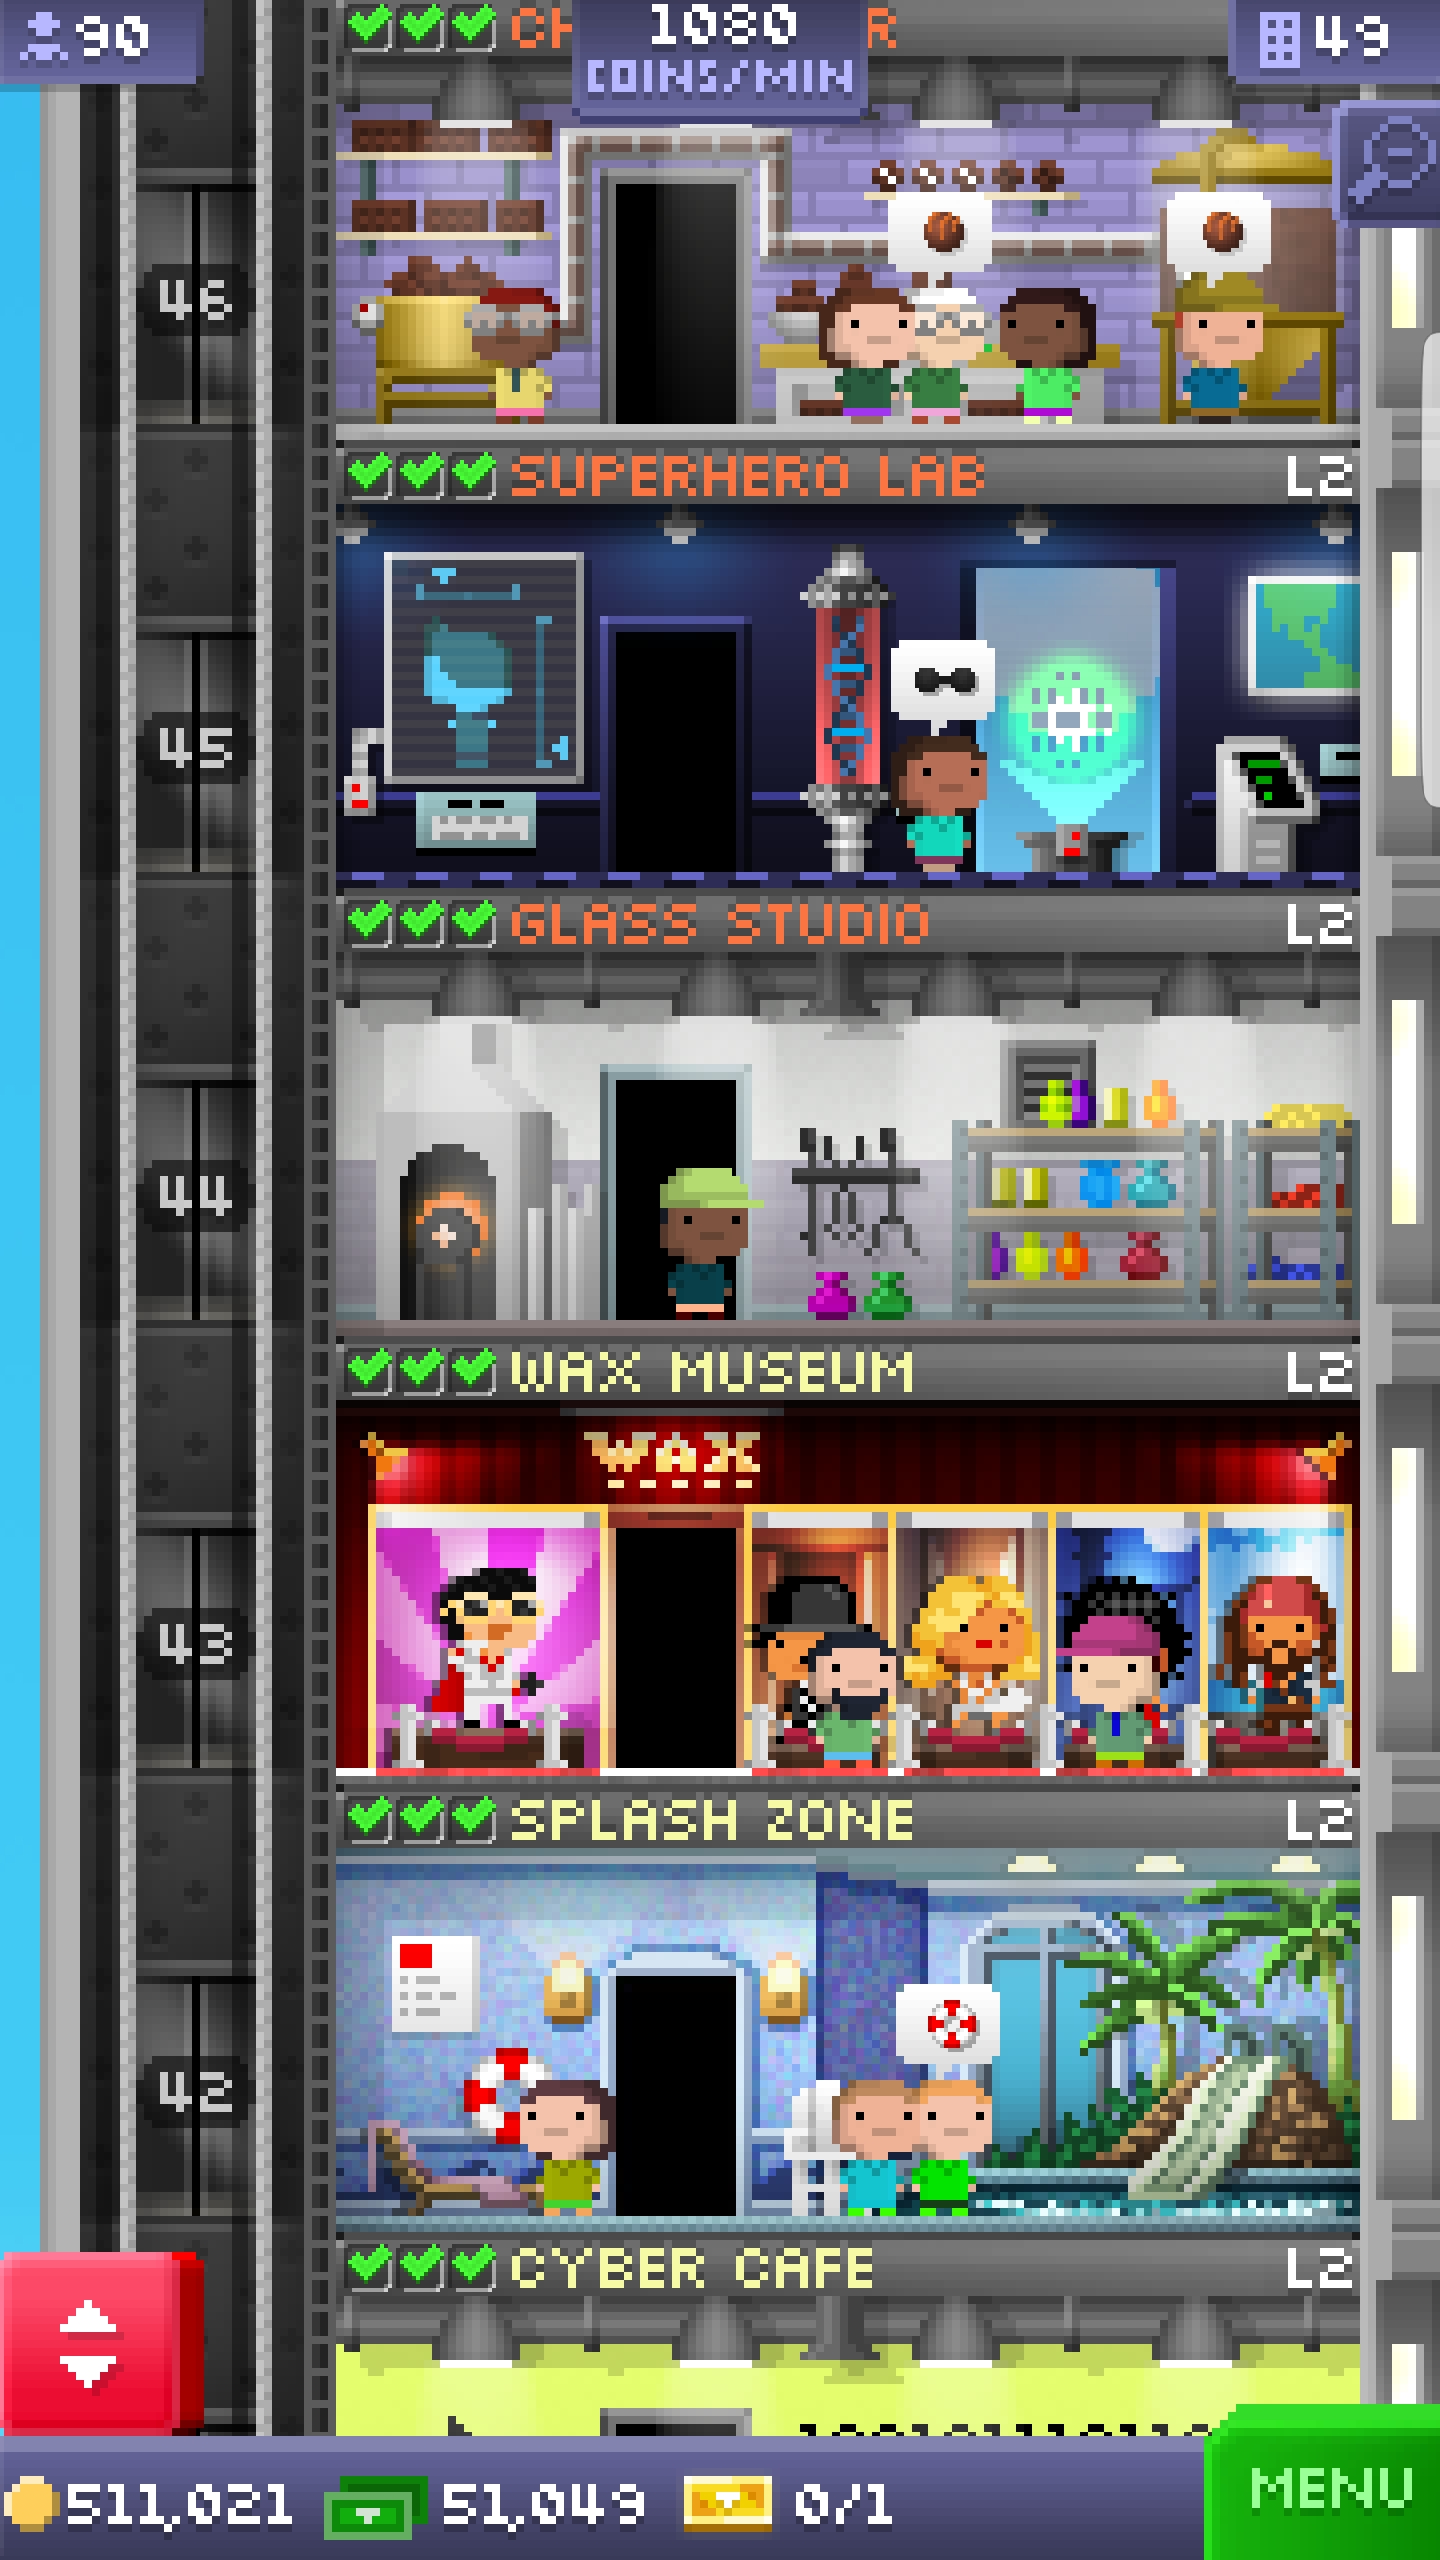 90
1080
COINS/MIN
49
CH
R
46
SUPERHERO LAB L2
45
GLASS STUDIO L2
44
WAX MUSEUM L2
WAX
43
SPLASH ZONE L2
42
CYBER CAFE L2
511,021 51,049 0/1
MENU